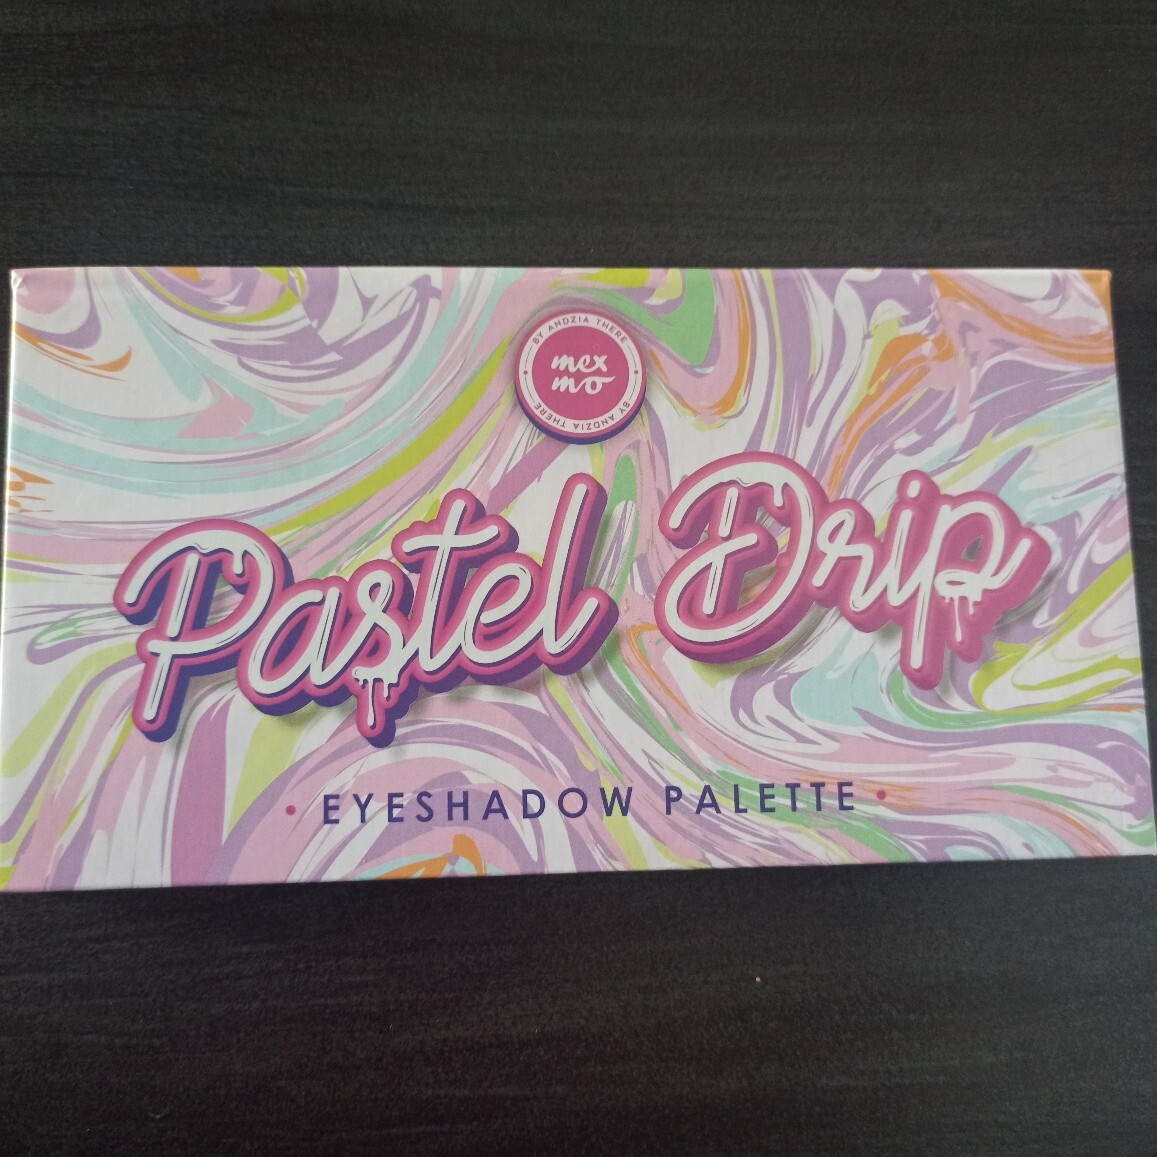 BY ANDZIA THERE
mex
mo
BY ANDZIA THERE
Pastel Drip
• EYESHADOW PALETTE •